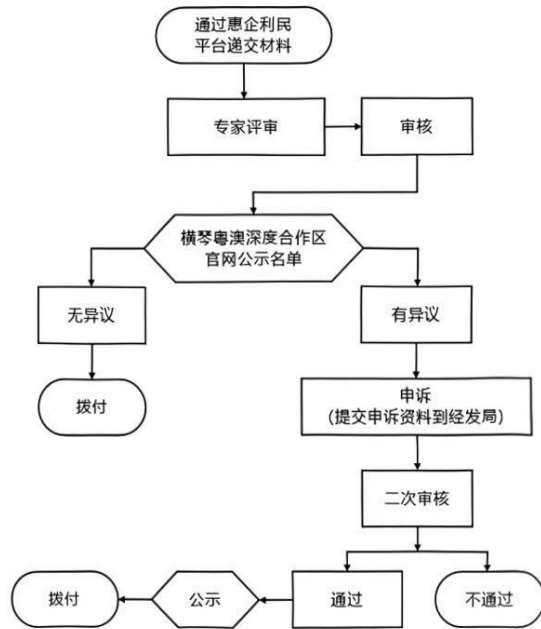 通过惠企利民
平台递交材料
专家评审
审核
横琴粤澳深度合作区
官网公示名单
无异议
有异议
拨付
申诉
(提交申诉资料到经发局)
二次审核
拨付
公示
通过
不通过